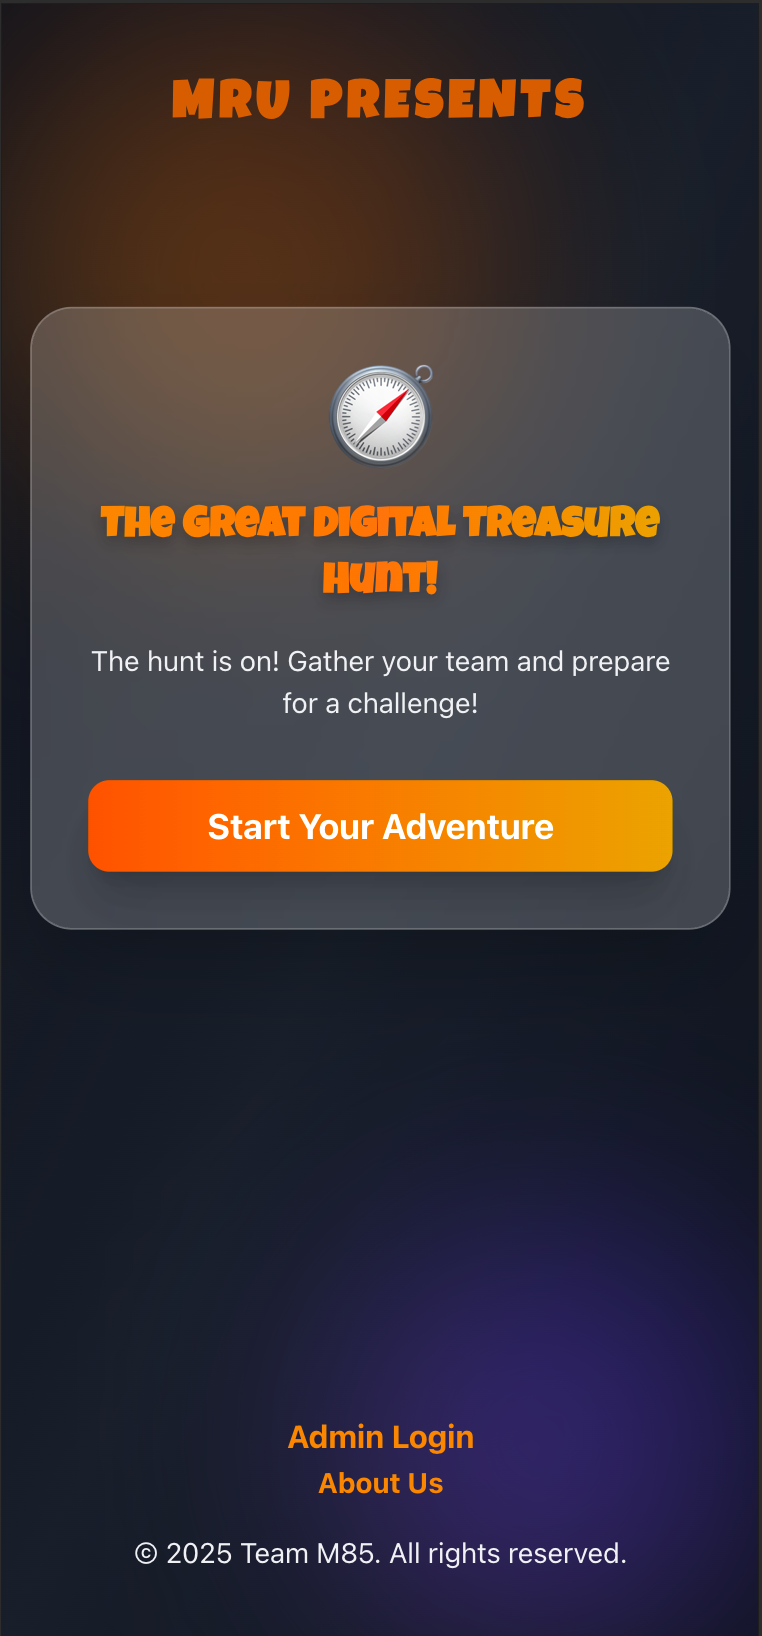 MRU PRESENTS
THe GReAT DIGITAL TReASuRe
HunT!
The hunt is on! Gather your team and prepare
for a challenge!
Start Your Adventure
Admin Login
About Us
© 2025 Team M85. All rights reserved.